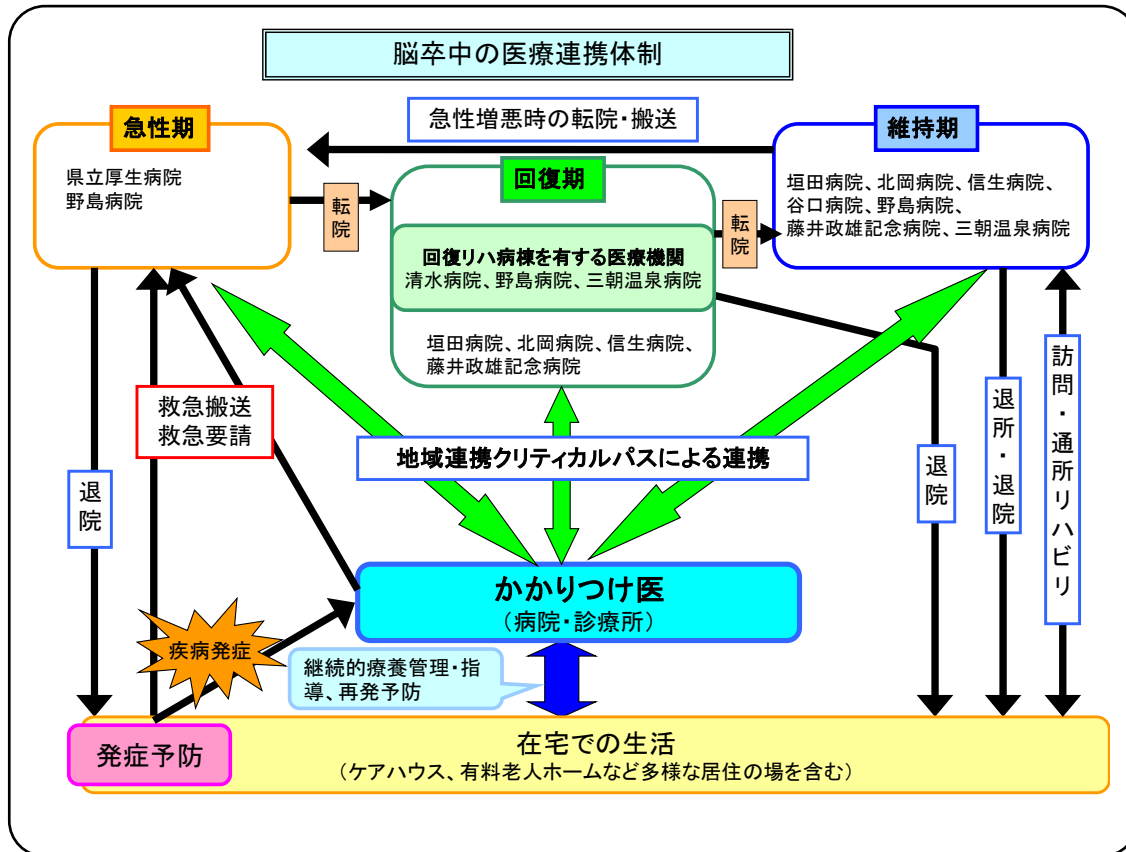 脳卒中の医療連携体制
急性期
県立厚生病院
野島病院
急性増悪時の転院・搬送
維持期
垣田病院、北岡病院、信生病院、
谷口病院、野島病院、
藤井政雄記念病院、三朝温泉病院
転院
回復期
回復リハ病棟を有する医療機関
清水病院、野島病院、三朝温泉病院
垣田病院、北岡病院、信生病院、
藤井政雄記念病院
転院
救急搬送
救急要請
地域連携クリティカルパスによる連携
退院
退院
退所・退院
訪問・通所リハビリ
かかりつけ医
（病院・診療所）
疾病発症
継続的療養管理・指
導、再発予防
発症予防
在宅での生活
（ケアハウス、有料老人ホームなど多様な居住の場を含む）